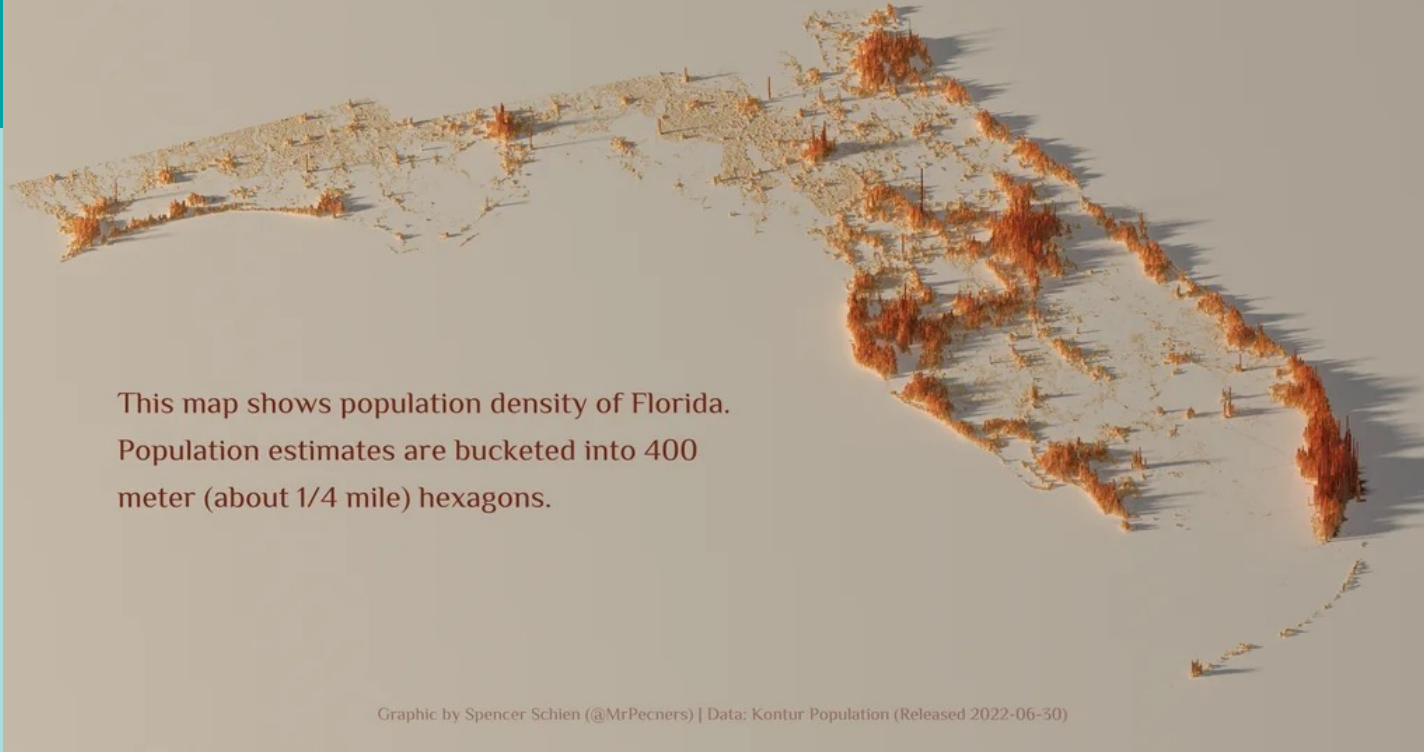 This map shows population density of Florida.
Population estimates are bucketed into 400
meter (about 1/4 mile) hexagons.
Graphic by Spencer Schien (@MrPecners) | Data: Kontur Population (Released 2022-06-30)